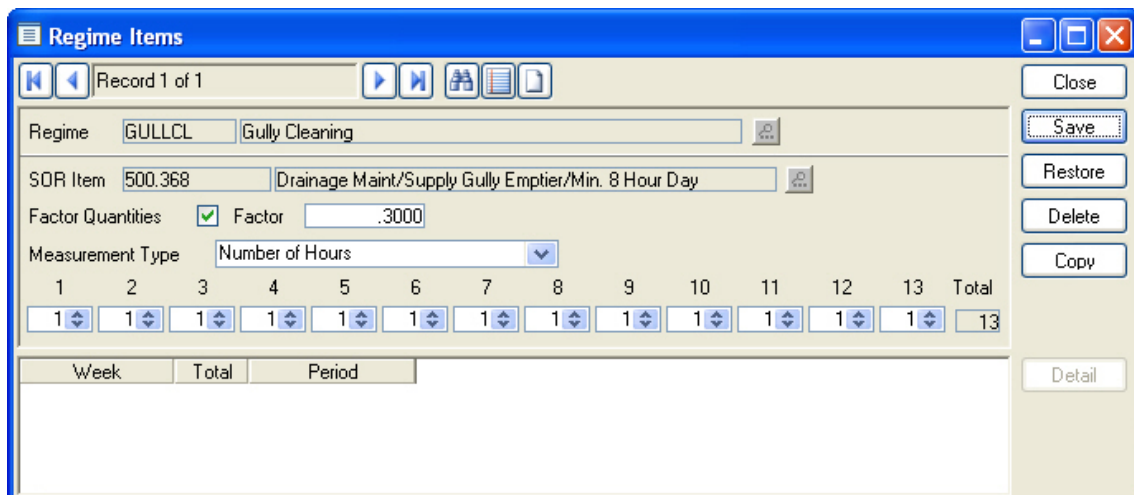 Regime Items
Record 1 of 1
Close
Regime GULLCL Gully Cleaning
Save
SOR Item 500.368 Drainage Maint/Supply Gully Emptier/Min. 8 Hour Day
Restore
Factor Quantities Factor .3000
Delete
Measurement Type Number of Hours
Copy
1 2 3 4 5 6 7 8 9 10 11 12 13 Total
1 1 1 1 1 1 1 1 1 1 1 1 1 13
Week Total Period
Detail